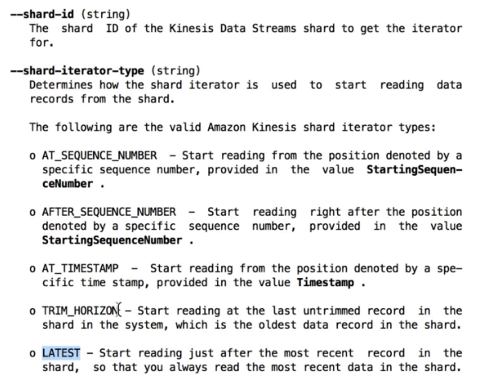 --shard-id (string)
The shard ID of the Kinesis Data Streams shard to get the iterator
for.
--shard-iterator-type (string)
Determines how the shard iterator is used to start reading data
records from the shard.
The following are the valid Amazon Kinesis shard iterator types:
o AT_SEQUENCE_NUMBER - Start reading from the position denoted by a
specific sequence number, provided in the value StartingSequen-
ceNumber .
o AFTER_SEQUENCE_NUMBER - Start reading right after the position
denoted by a specific sequence number, provided in the value
StartingSequenceNumber .
o AT_TIMESTAMP - Start reading from the position denoted by a spe-
cific time stamp, provided in the value Timestamp .
o TRIM_HORIZON - Start reading at the last untrimmed record in the
shard in the system, which is the oldest data record in the shard.
o LATEST - Start reading just after the most recent record in the
shard, so that you always read the most recent data in the shard.